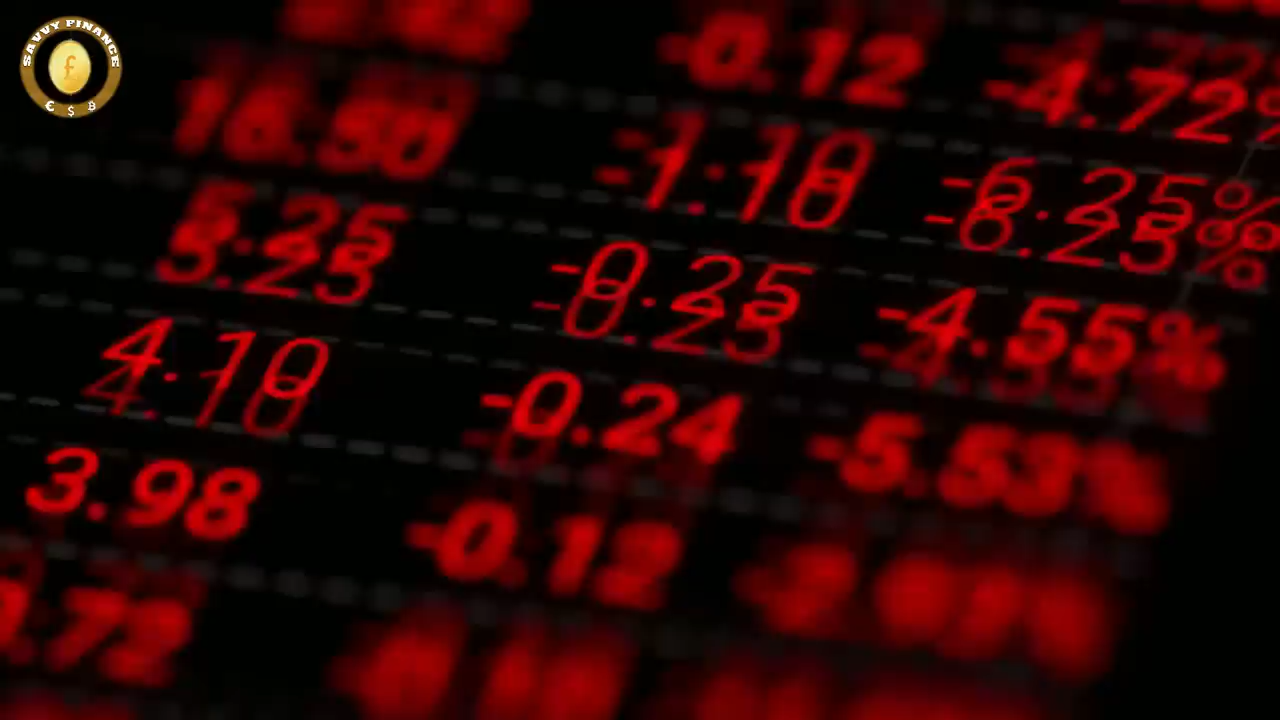 SAVVY FINANCE
£
€ $ ₿
-0.12 -4.72%
16.50 -1.10 -6.25%
5.25 -0.25 -4.55%
4.10 -0.24 -5.53%
3.98 -0.12
.72